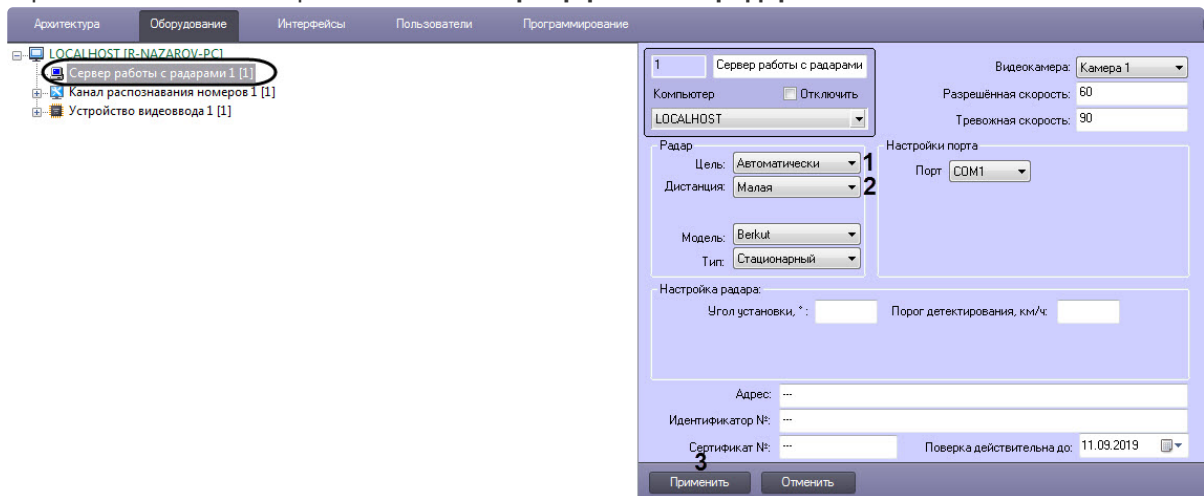 Архитектура Оборудование Интерфейсы Пользователи Программирование
LOCALHOST [R-NAZAROV-PC]
Сервер работы с радарами 1 [1]
Канал распознавания номеров 1 [1]
Устройство видеоввода 1 [1]
1 Сервер работы с радарами
Компьютер Отключить
LOCALHOST
Видеокамера: Камера 1
Разрешённая скорость: 60
Тревожная скорость: 90
Радар
Цель: Автоматически 1
Дистанция: Малая 2
Модель: Berkut
Тип: Стационарный
Настройки порта
Порт COM1
Настройка радара:
Угол установки, ° : Порог детектирования, км/ч:
Адрес: ---
Идентификатор №: ---
Сертификат №: --- Поверка действительна до: 11.09.2019
3
Применить Отменить